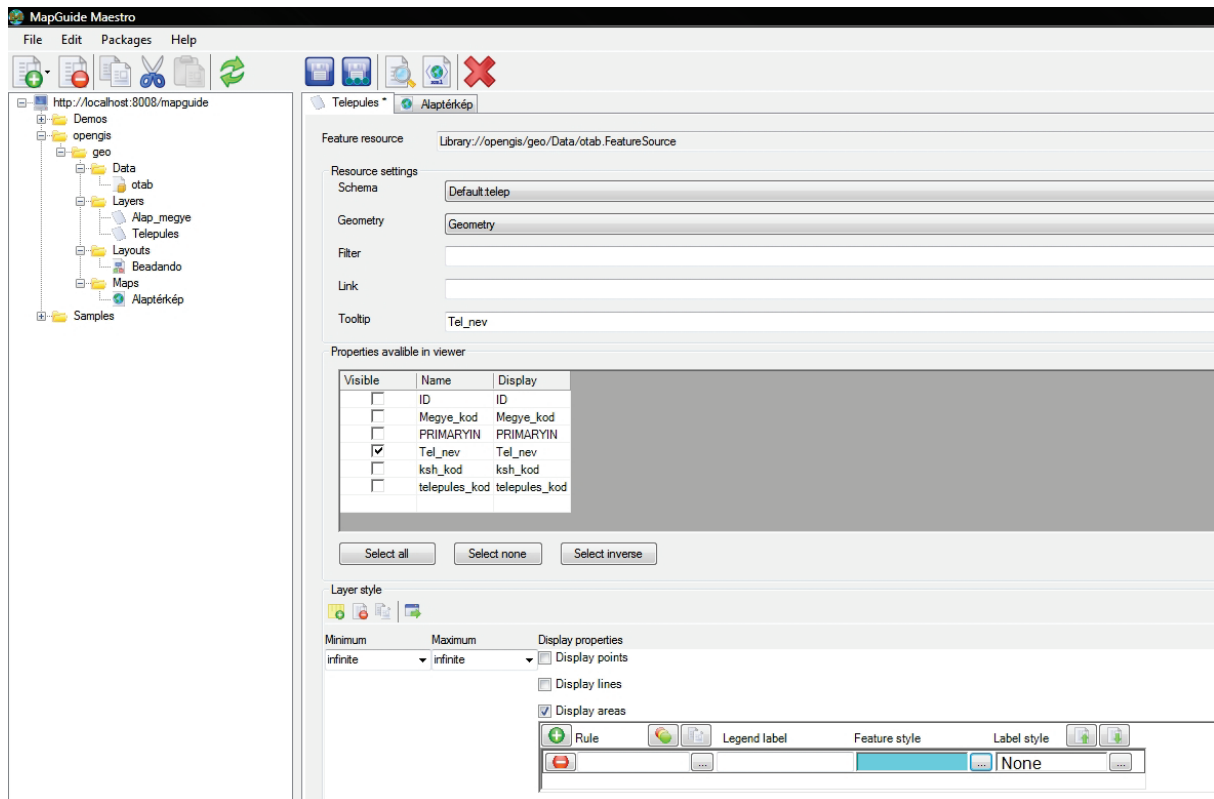 MapGuide Maestro
File Edit Packages Help
http://localhost:8008/mapguide
Demos
opengis
geo
Data
otab
Layers
Alap_megye
Telepules
Layouts
Beadando
Maps
Alaptérkép
Samples
Telepules * Alaptérkép
Feature resource Library://opengis/geo/Data/otab.FeatureSource
Resource settings
Schema Default:telep
Geometry Geometry
Filter
Link
Tooltip Tel_nev
Properties avalible in viewer
Visible Name Display
ID ID
Megye_kod Megye_kod
PRIMARYIN PRIMARYIN
Tel_nev Tel_nev
ksh_kod ksh_kod
telepules_kod telepules_kod
Select all Select none Select inverse
Layer style
Minimum Maximum Display properties
infinite infinite Display points
Display lines
Display areas
Rule Legend label Feature style Label style
... ... None ...